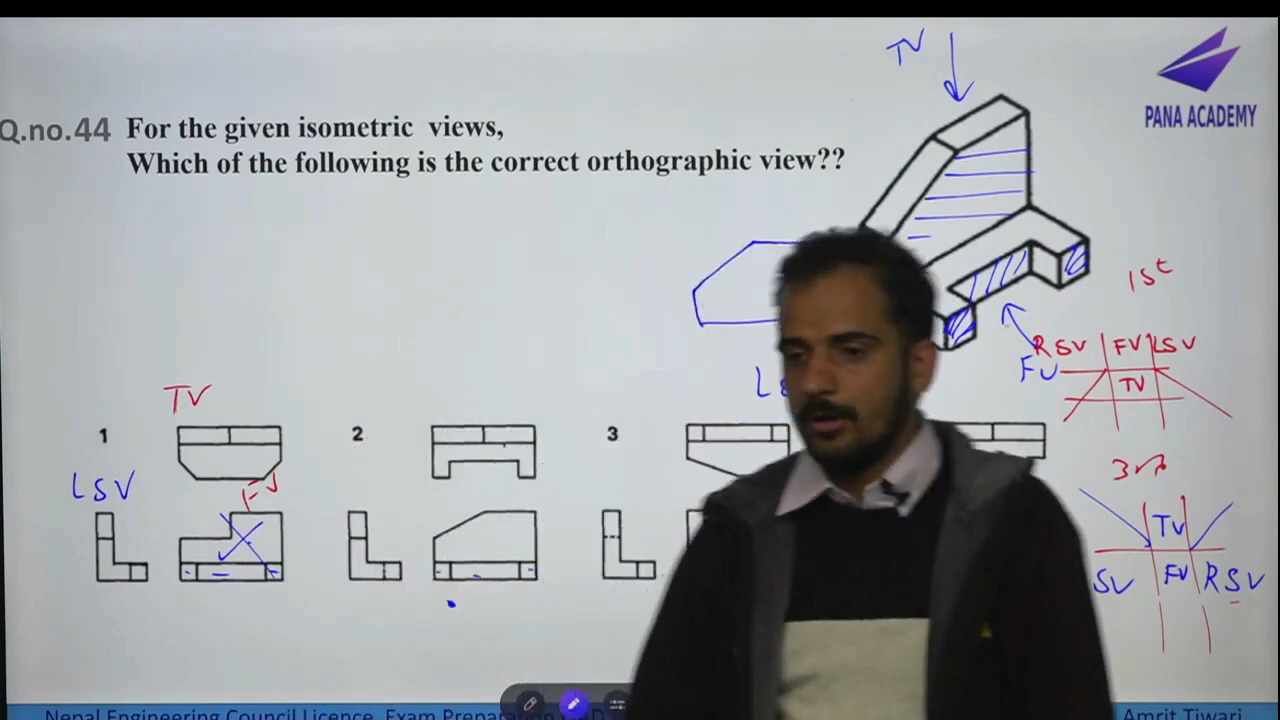 TV
PANA ACADEMY
Q.no.44 For the given isometric views,
Which of the following is the correct orthographic view??
1st
RSV FV LSV
FV
TV
TV
1
2
3
LSV
3rd
TV
SV FV RSV
Nepal Engineering Council Licence Exam
Amrit Tiwari